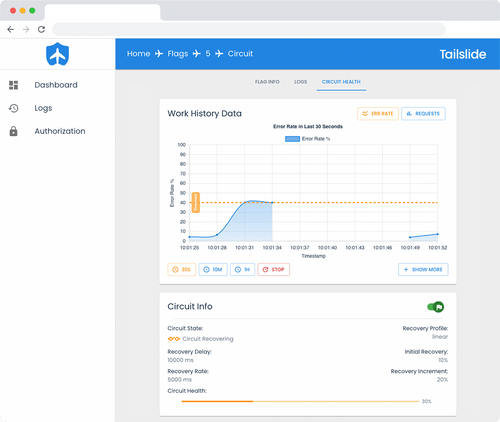 Home Flags 5 Circuit
Tailslide
Dashboard
Logs
Authorization
FLAG INFO LOGS CIRCUIT HEALTH
Work History Data
ERR RATE REQUESTS
Error Rate in Last 30 Seconds
Error Rate %
100
90
80
70
60
50
40
30
20
10
0
Error Rate %
10:01:25 10:01:28 10:01:31 10:01:34 10:01:37 10:01:40 10:01:43 10:01:46 10:01:49 10:01:52
Timestamp
30S 10M 1H STOP + SHOW MORE
Circuit Info
Circuit State:
Circuit Recovering
Recovery Profile:
linear
Recovery Delay:
10000 ms
Initial Recovery:
10%
Recovery Rate:
5000 ms
Recovery Increment:
20%
Circuit Health:
30%